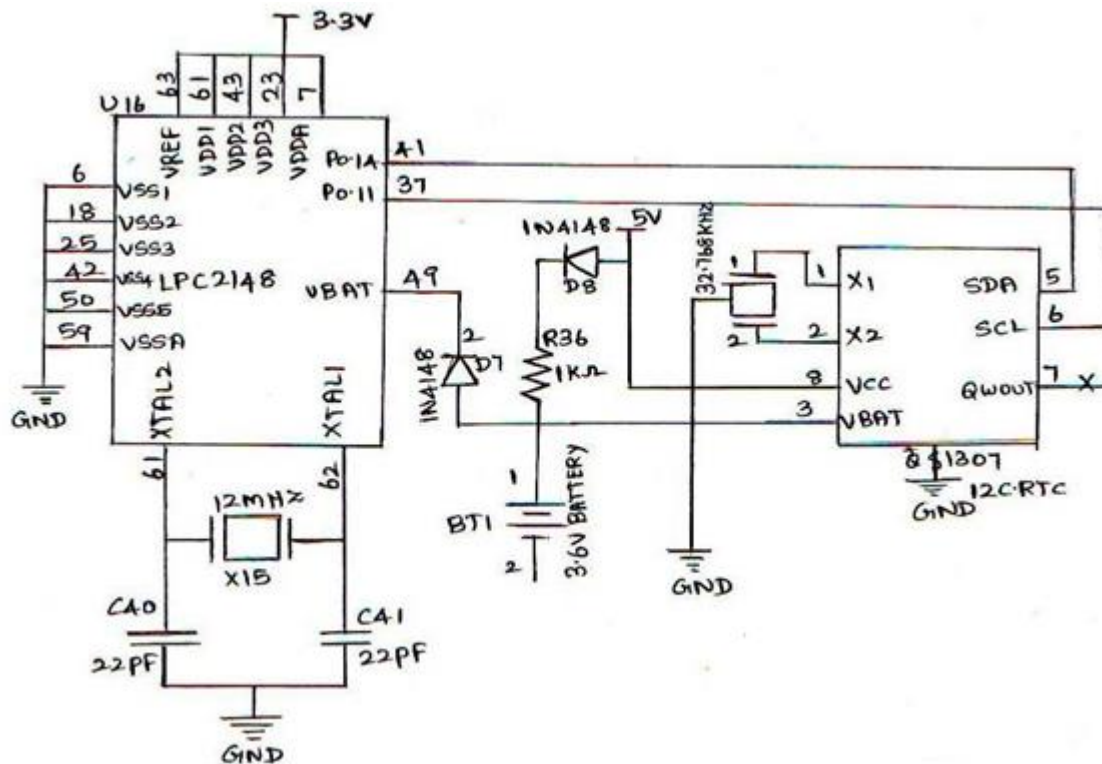 3.3V
U16
63
61
43
23
7
VREF
VDD1
VDD2
VDD3
VDDA
6
VSS1
18
VSS2
25
VSS3
42
VSS4
LPC2148
50
VSS5
59
VSSA
GND
P0.14
41
P0.11
37
VBAT
49
XTAL2
XTAL1
61
62
12MHZ
X15
C40
22PF
C41
22PF
GND
2
D7
1N4148
1N4148
D8
5V
R36
1KΩ
1
BT1
2
3.6V BATTERY
32.768KHZ
1
2
GND
1
X1
2
X2
8
VCC
3
VBAT
SDA
5
SCL
6
QWOUT
7
X
1307
I2C.RTC
GND